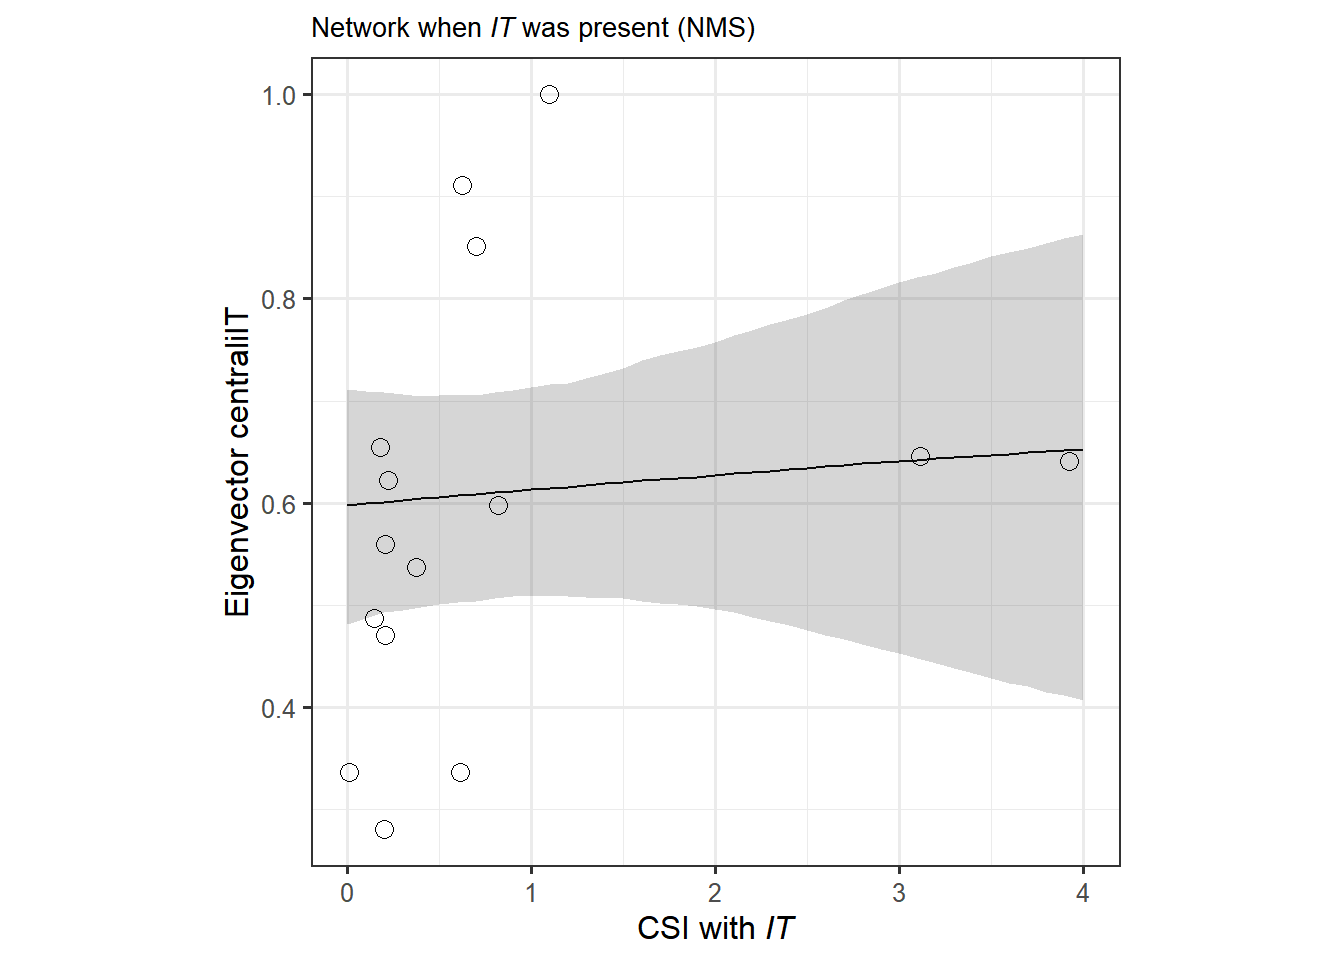 Network when IT was present (NMS)
Eigenvector centraliIT
1.0
0.8
0.6
0.4
0 1 2 3 4
CSI with IT